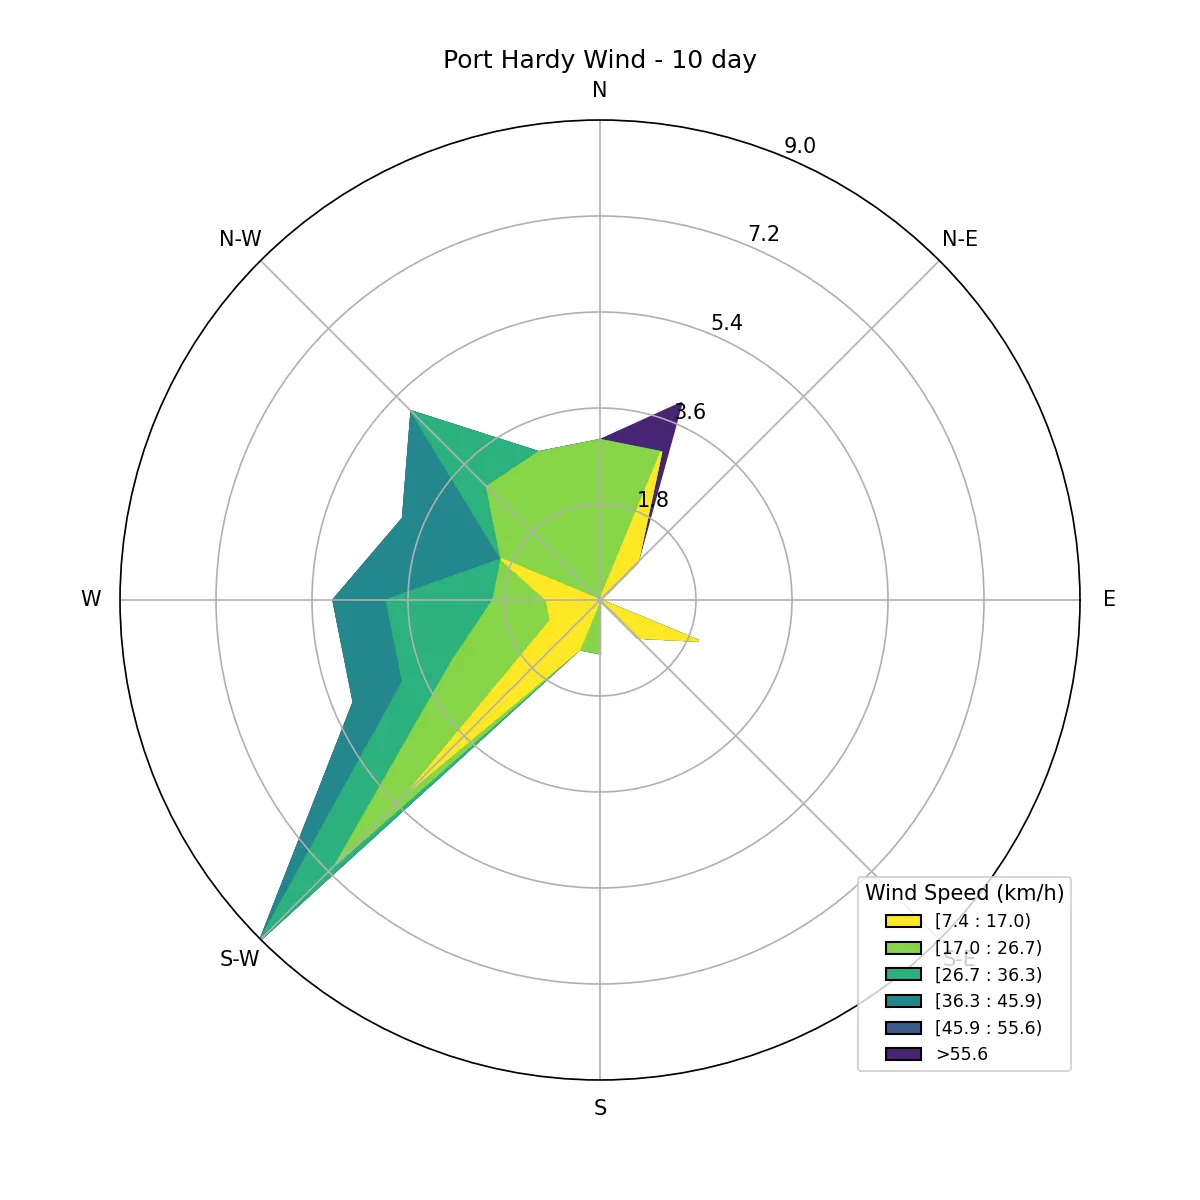 Port Hardy Wind - 10 day
N
9.0
7.2
N-W
N-E
5.4
3.6
1.8
W
E
S-W
S-E
S
Wind Speed (km/h)
[7.4 : 17.0)
[17.0 : 26.7)
[26.7 : 36.3)
[36.3 : 45.9)
[45.9 : 55.6)
>55.6